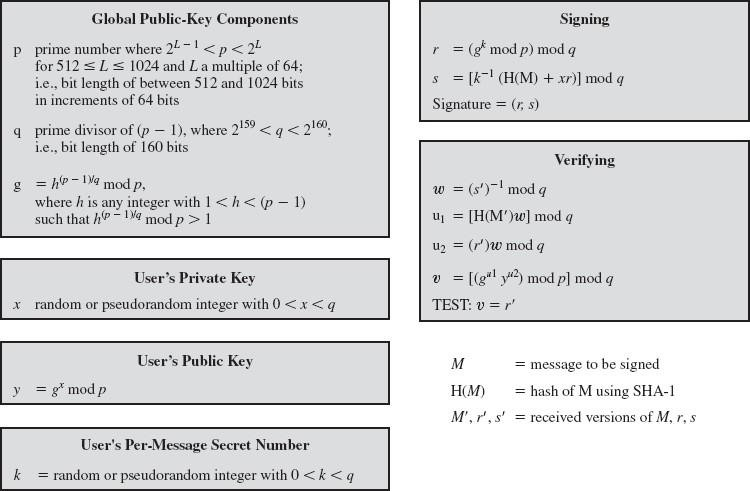 Global Public-Key Components
p prime number where 2^{L − 1} < p < 2^L
for 512 ≤ L ≤ 1024 and L a multiple of 64;
i.e., bit length of between 512 and 1024 bits
in increments of 64 bits
q prime divisor of (p − 1), where 2^{159} < q < 2^{160};
i.e., bit length of 160 bits
g = h^{(p − 1)/q} mod p,
where h is any integer with 1 < h < (p − 1)
such that h^{(p − 1)/q} mod p > 1
User's Private Key
x random or pseudorandom integer with 0 < x < q
User's Public Key
y = g^x mod p
User's Per-Message Secret Number
k = random or pseudorandom integer with 0 < k < q
Signing
r = (g^k mod p) mod q
s = [k^{−1} (H(M) + xr)] mod q
Signature = (r, s)
Verifying
w = (s′)^{−1} mod q
u₁ = [H(M′)w] mod q
u₂ = (r′)w mod q
v = [(g^{u1} y^{u2}) mod p] mod q
TEST: v = r′
M = message to be signed
H(M) = hash of M using SHA-1
M′, r′, s′ = received versions of M, r, s